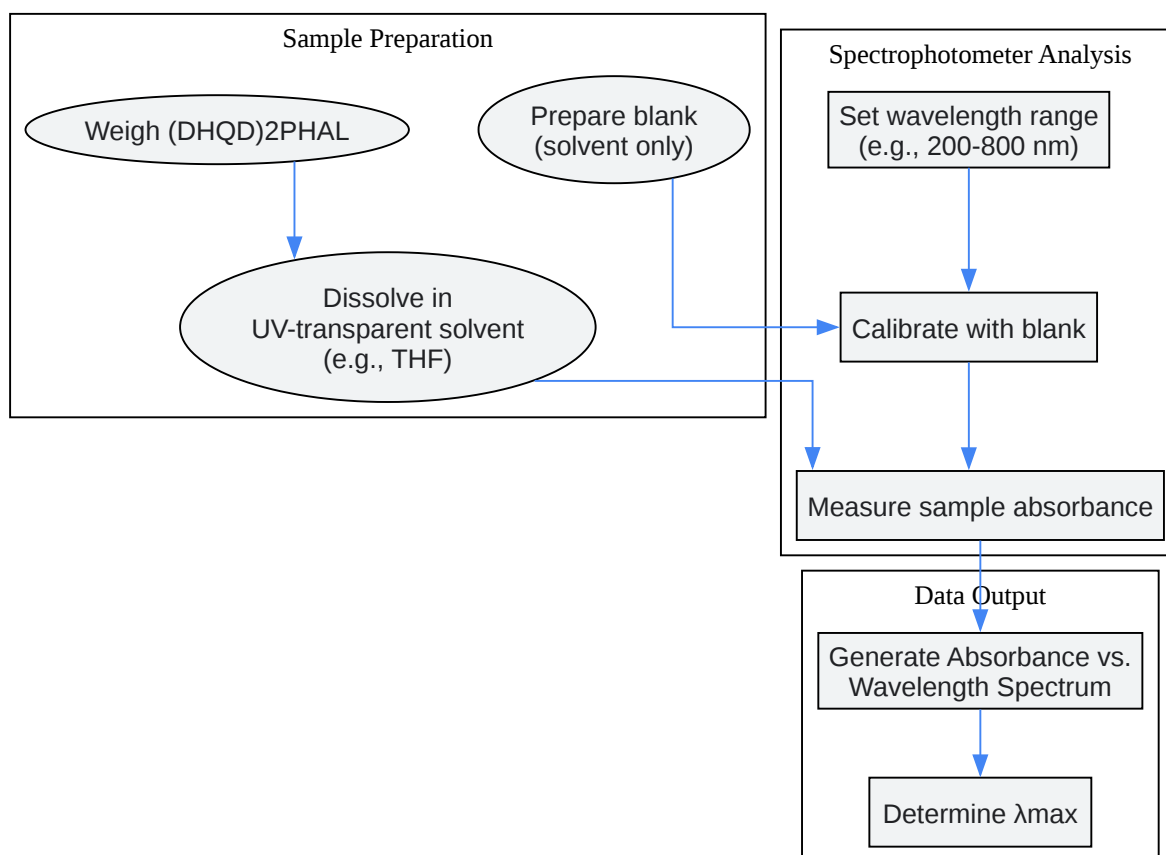 Sample Preparation
Weigh (DHQD)2PHAL
Prepare blank
(solvent only)
Dissolve in
UV-transparent solvent
(e.g., THF)
Spectrophotometer Analysis
Set wavelength range
(e.g., 200-800 nm)
Calibrate with blank
Measure sample absorbance
Data Output
Generate Absorbance vs.
Wavelength Spectrum
Determine λmax